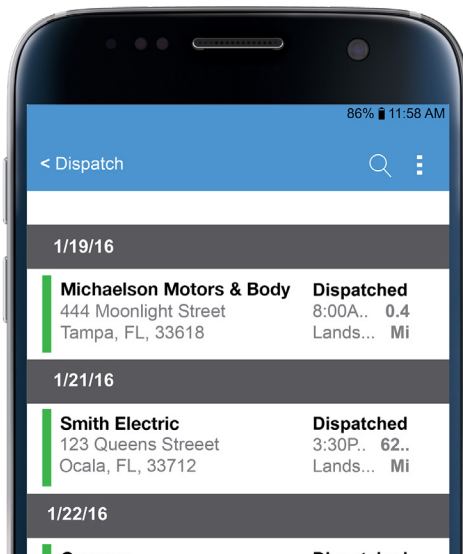 86% 11:58 AM
< Dispatch
1/19/16
Michaelson Motors & Body Dispatched
444 Moonlight Street 8:00A.. 0.4
Tampa, FL, 33618 Lands... Mi
1/21/16
Smith Electric Dispatched
123 Queens Streeet 3:30P.. 62..
Ocala, FL, 33712 Lands... Mi
1/22/16